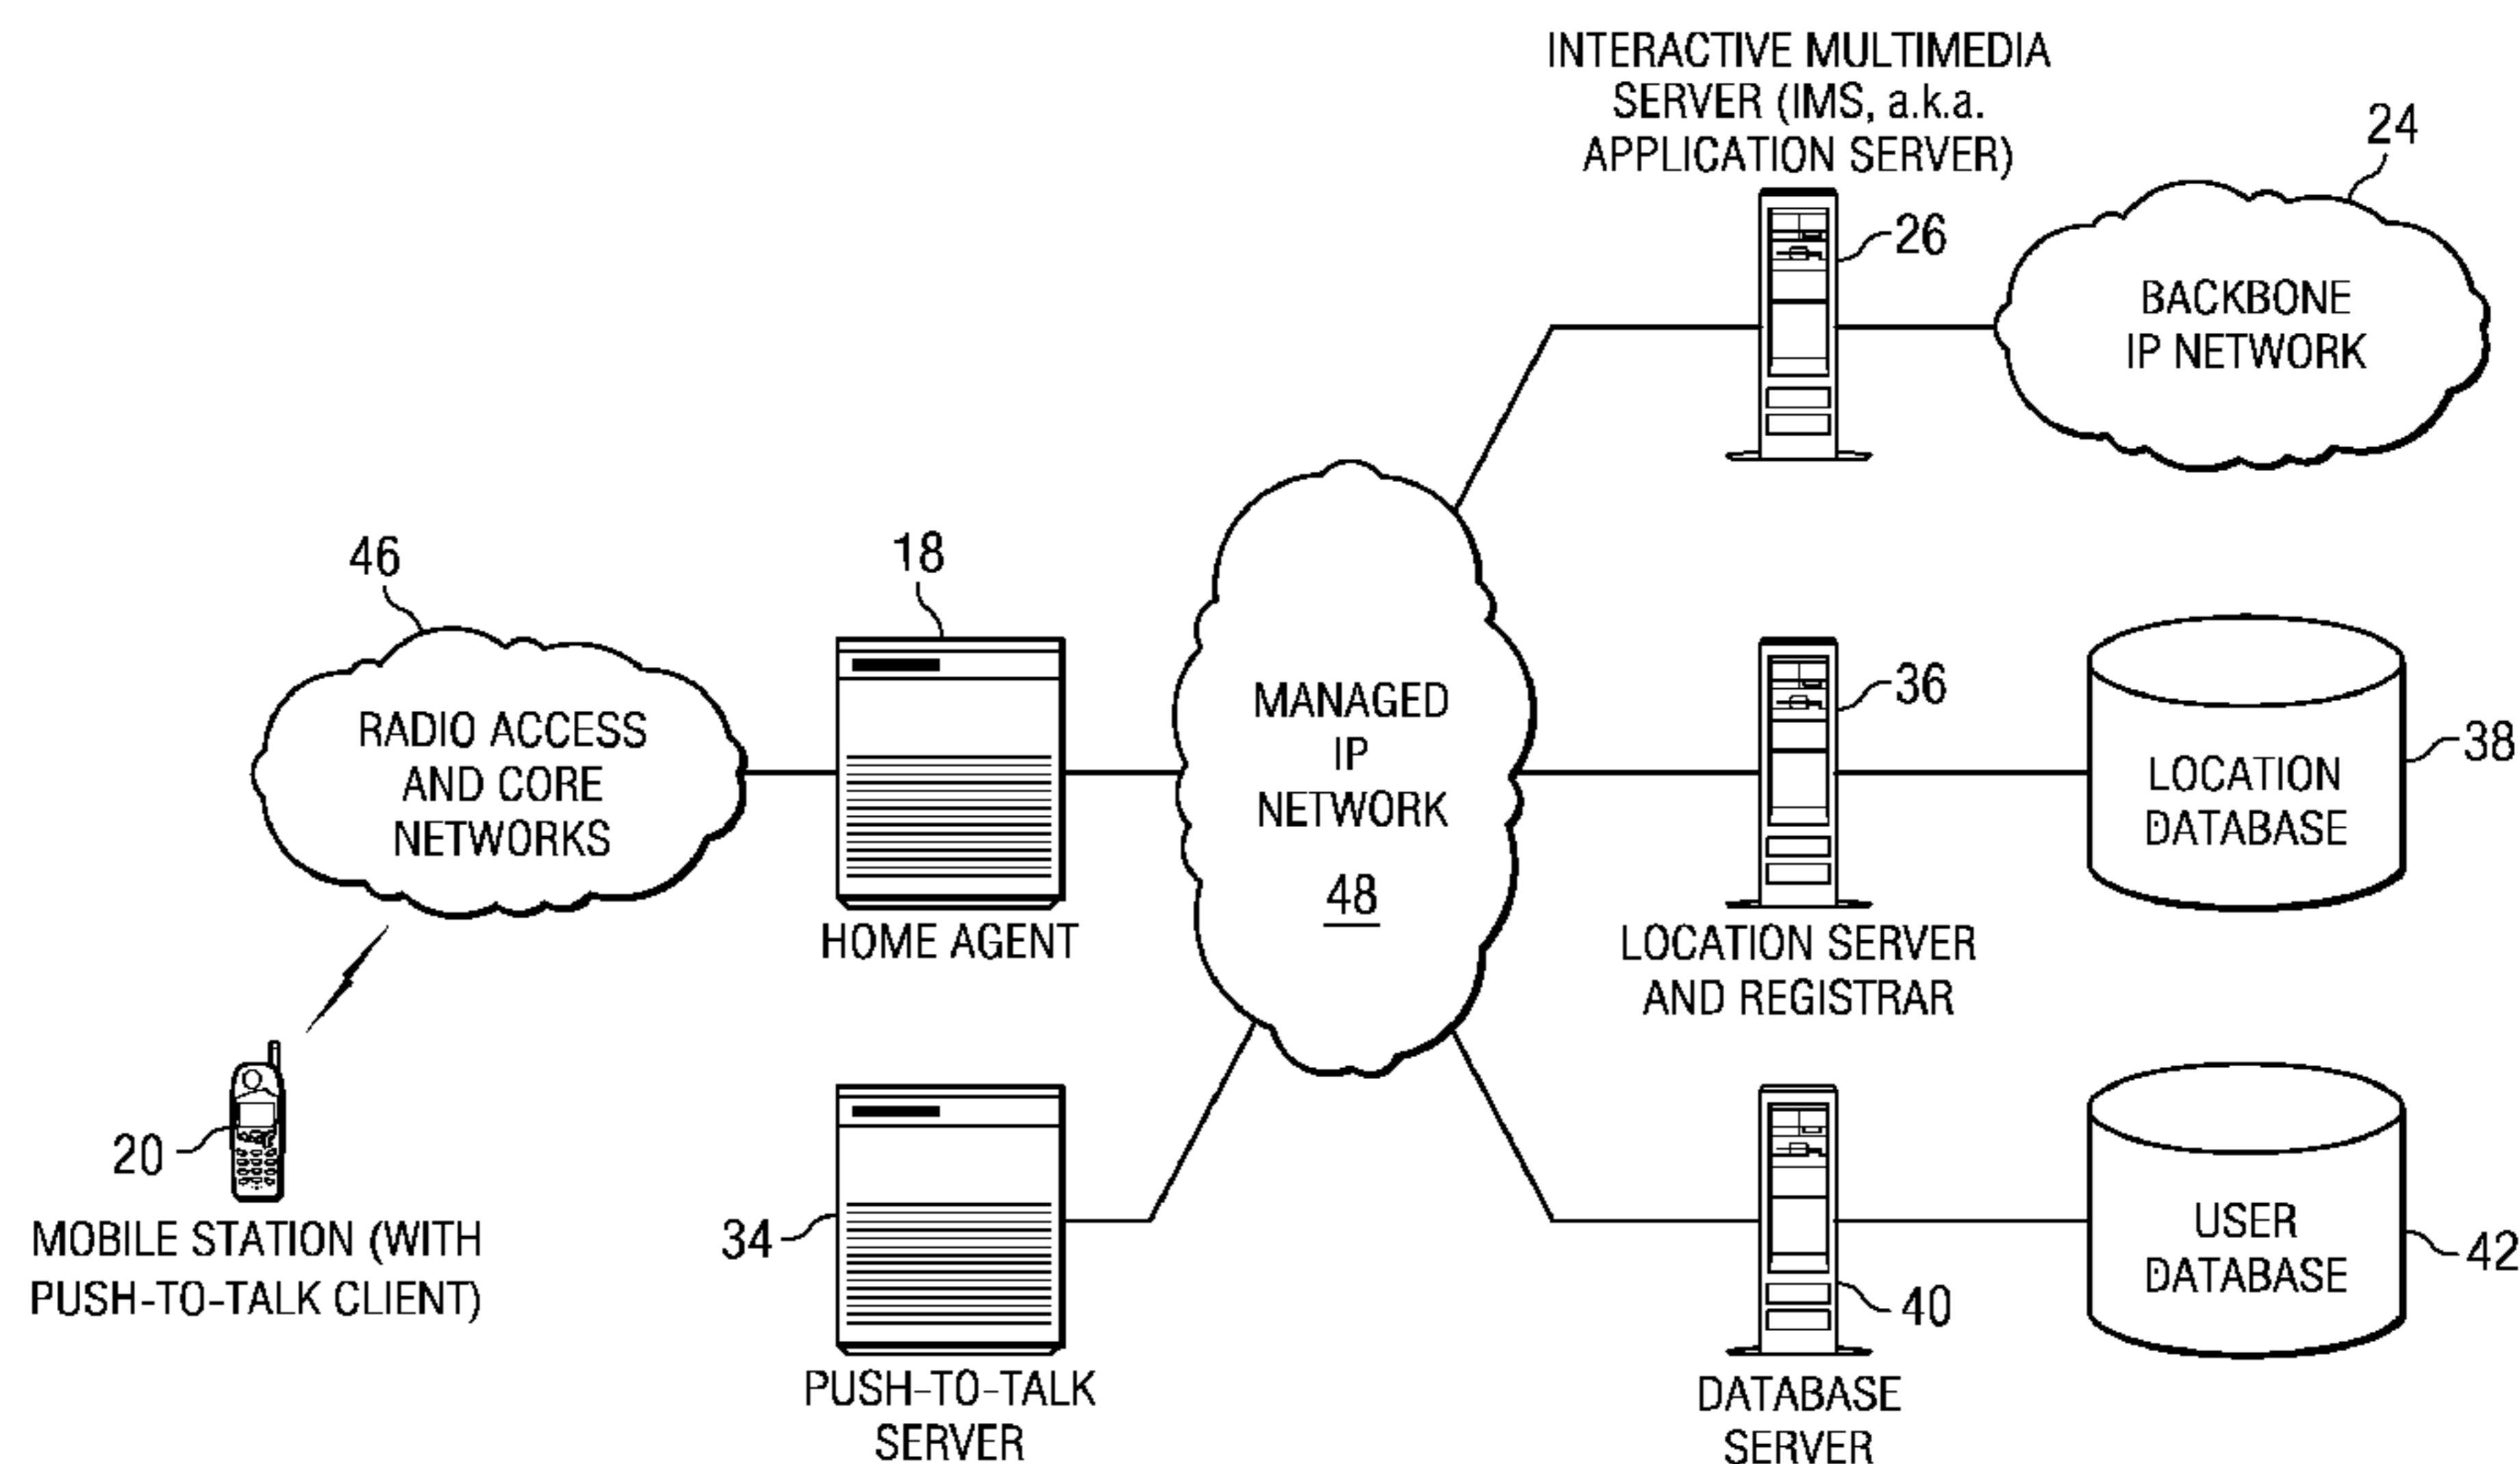 INTERACTIVE MULTIMEDIA
SERVER (IMS, a.k.a.
APPLICATION SERVER)
24
26
BACKBONE
IP NETWORK
46
18
RADIO ACCESS
AND CORE
NETWORKS
HOME AGENT
MANAGED
IP
NETWORK
48
36
LOCATION SERVER
AND REGISTRAR
38
LOCATION
DATABASE
20
MOBILE STATION (WITH
PUSH-TO-TALK CLIENT)
34
PUSH-TO-TALK
SERVER
40
DATABASE
SERVER
USER
DATABASE
42